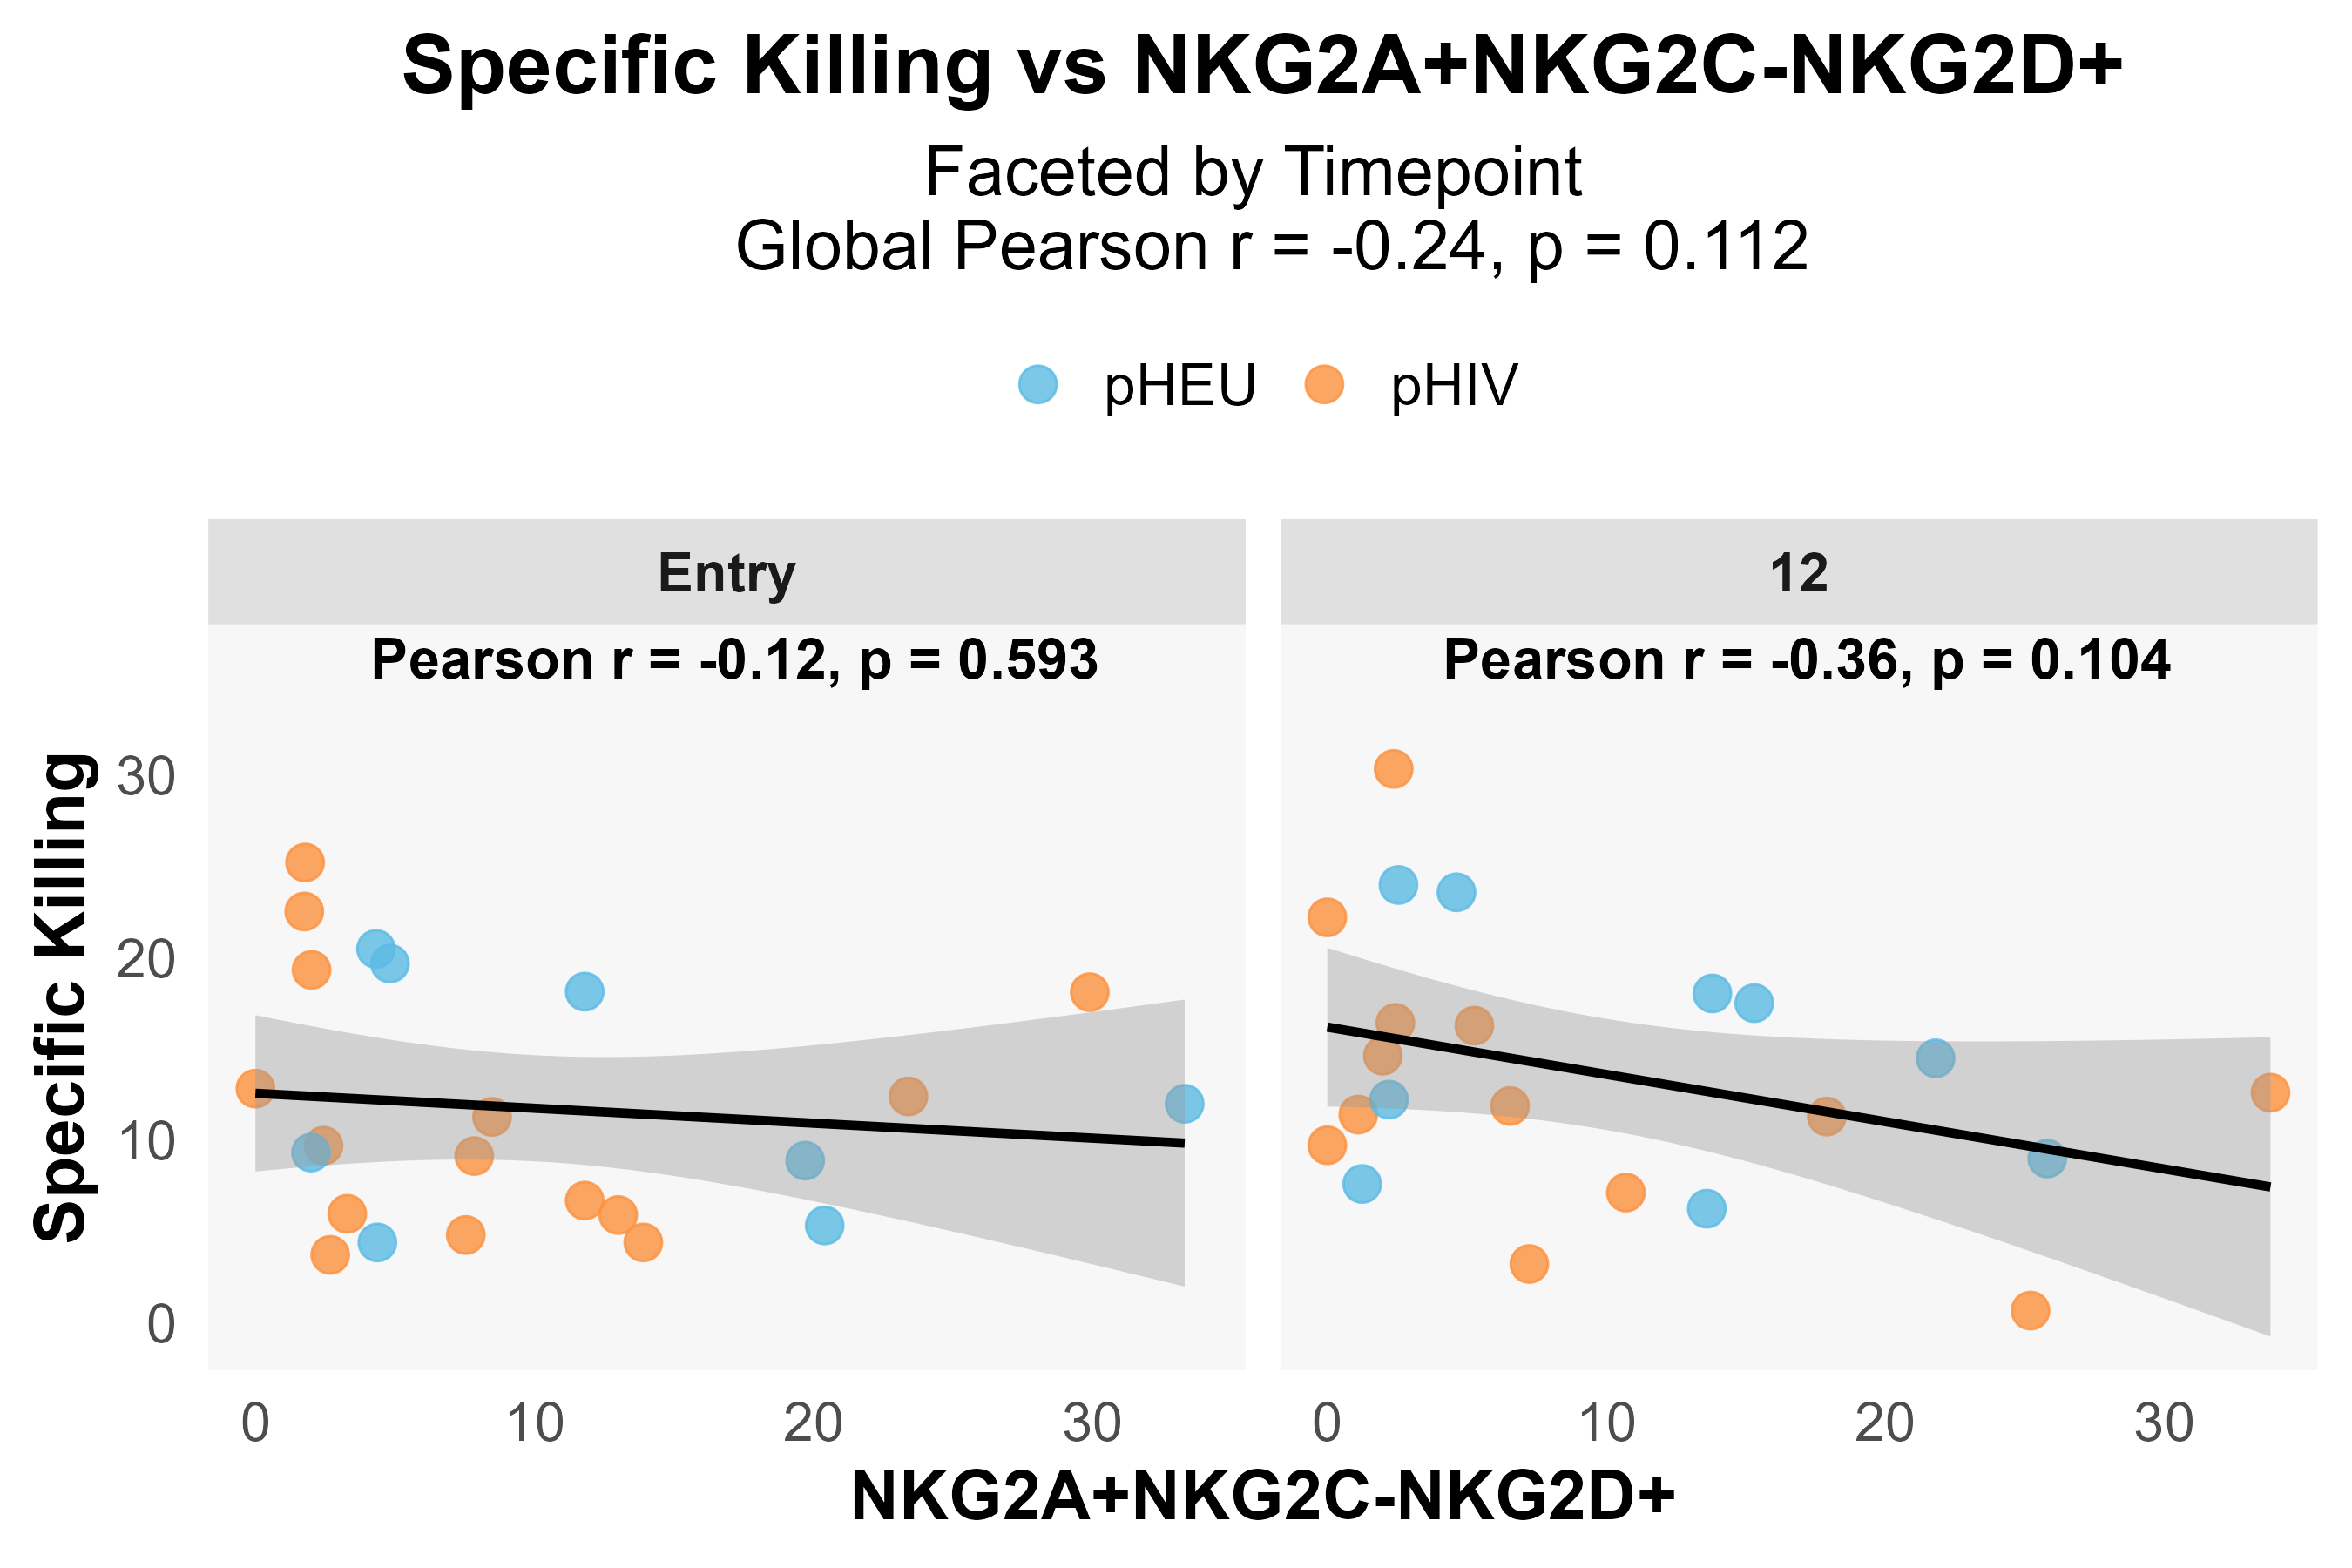 Specific Killing vs NKG2A+NKG2C-NKG2D+
Faceted by Timepoint
Global Pearson r = -0.24, p = 0.112
pHEU
pHIV
Entry
12
Pearson r = -0.12, p = 0.593
Pearson r = -0.36, p = 0.104
Specific Killing
30
20
10
0
0
10
20
30
0
10
20
30
NKG2A+NKG2C-NKG2D+